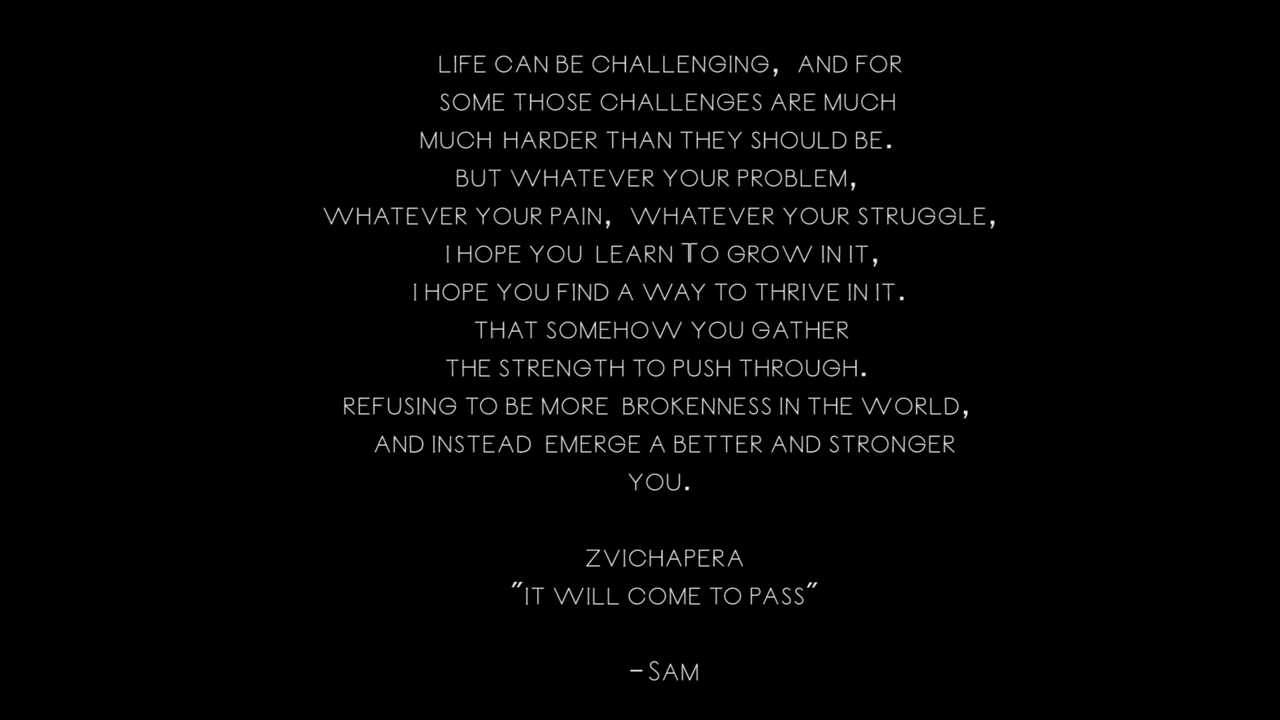 LIFE CAN BE CHALLENGING, AND FOR
SOME THOSE CHALLENGES ARE MUCH
MUCH HARDER THAN THEY SHOULD BE.
BUT WHATEVER YOUR PROBLEM,
WHATEVER YOUR PAIN, WHATEVER YOUR STRUGGLE,
I HOPE YOU LEARN TO GROW IN IT,
I HOPE YOU FIND A WAY TO THRIVE IN IT.
THAT SOMEHOW YOU GATHER
THE STRENGTH TO PUSH THROUGH.
REFUSING TO BE MORE BROKENNESS IN THE WORLD,
AND INSTEAD EMERGE A BETTER AND STRONGER
YOU.
ZVICHAPERA
"IT WILL COME TO PASS"
- SAM